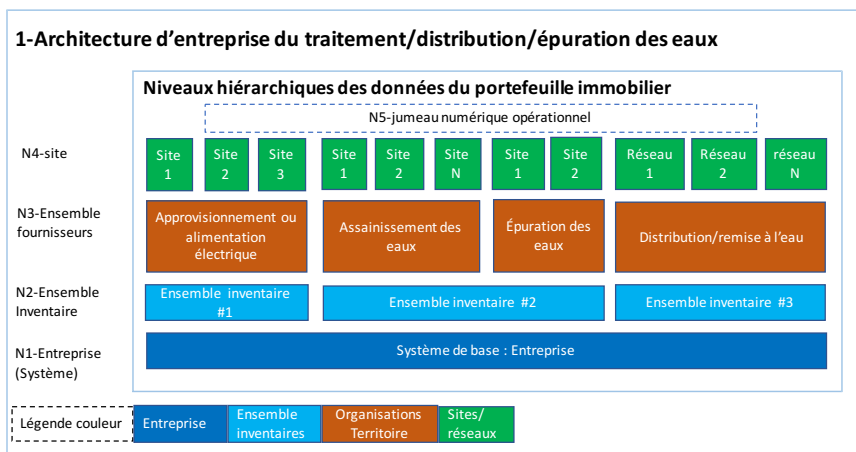 1-Architecture d'entreprise du traitement/distribution/épuration des eaux
Niveaux hiérarchiques des données du portefeuille immobilier
N5-jumeau numérique opérationnel
N4-site
Site
1
Site
2
Site
3
Site
1
Site
2
Site
N
Site
1
Site
2
Réseau
1
Réseau
2
réseau
N
N3-Ensemble
fournisseurs
Approvisionnement ou
alimentation
électrique
Assainissement des
eaux
Épuration des
eaux
Distribution/remise à l'eau
N2-Ensemble
Inventaire
Ensemble inventaire
#1
Ensemble inventaire #2
Ensemble inventaire #3
N1-Entreprise
(Système)
Système de base : Entreprise
Légende couleur
Entreprise
Ensemble
inventaires
Organisations
Territoire
Sites/
réseaux